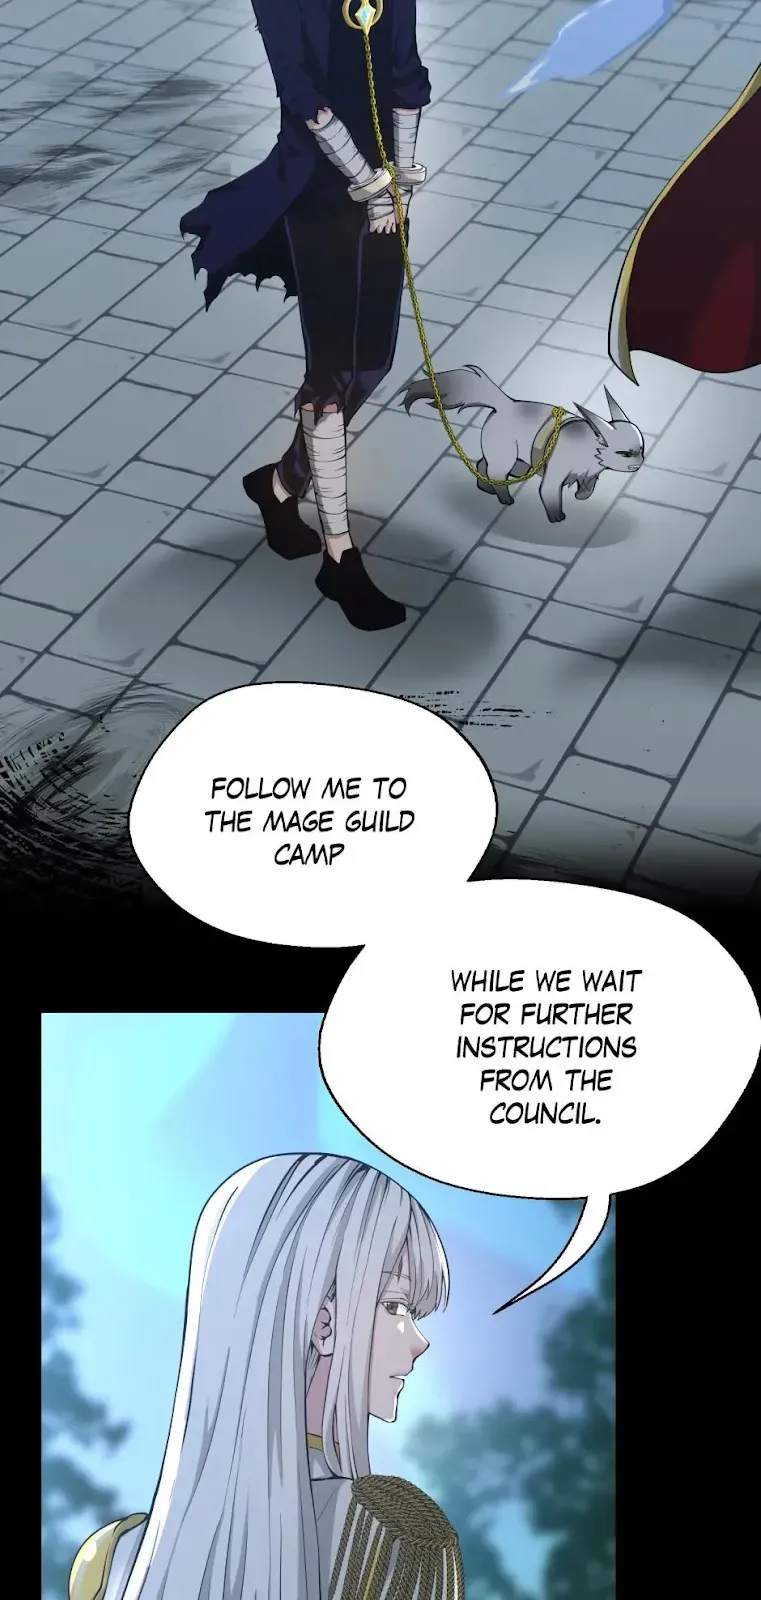 FOLLOW ME TO
THE MAGE GUILD
CAMP
WHILE WE WAIT
FOR FURTHER
INSTRUCTIONS
FROM THE
COUNCIL.